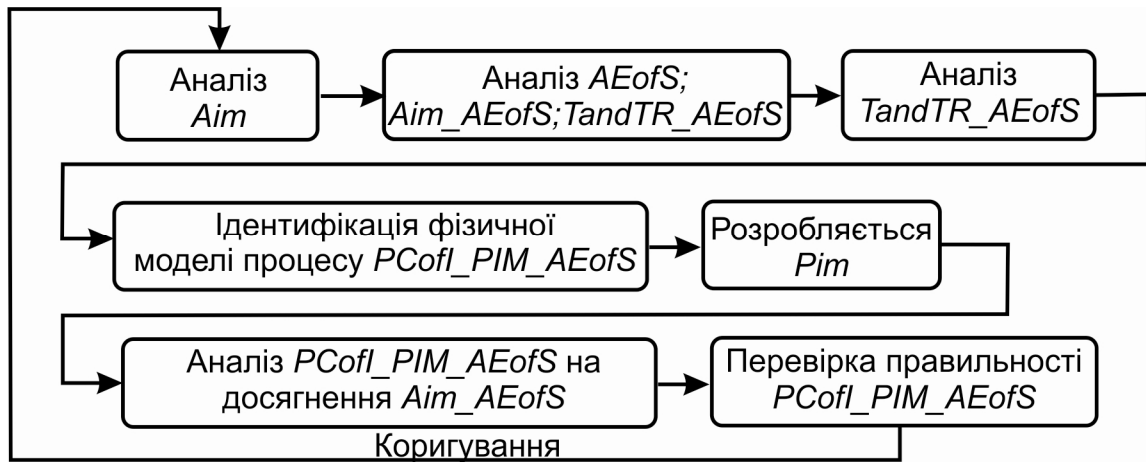 Аналіз
Aim
Аналіз AEofS;
Aim_AEofS;TandTR_AEofS
Аналіз
TandTR_AEofS
Ідентифікація фізичної
моделі процесу PCofI_PIM_AEofS
Розробляється
Pim
Аналіз PCofI_PIM_AEofS на
досягнення Aim_AEofS
Перевірка правильності
PCofI_PIM_AEofS
Коригування